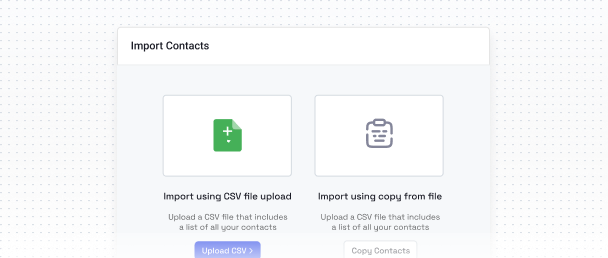 Import Contacts
Import using CSV file upload
Import using copy from file
Upload a CSV file that includes
a list of all your contacts
Upload a CSV file that includes
a list of all your contacts
Upload CSV
Copy Contacts